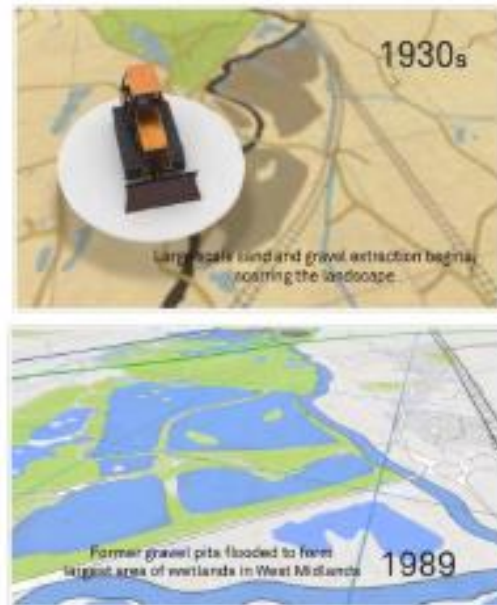 1930s
Large scale sand and gravel extraction begins,
scarring the landscape.
Former gravel pits flooded to form
largest area of wetlands in West Midlands
1989